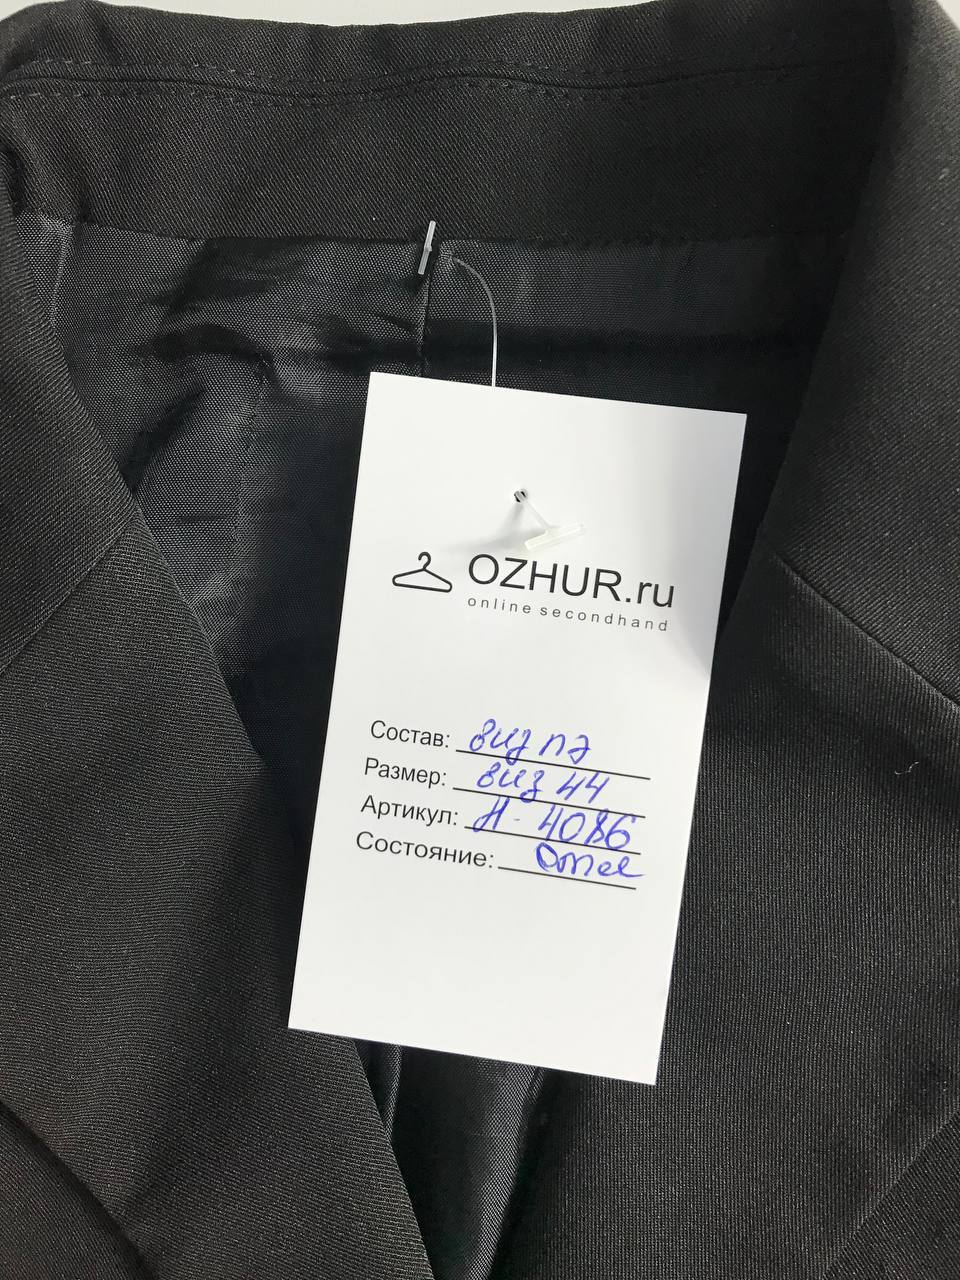 OZHUR.ru
online secondhand
Состав: виз пэ
Размер: виз 44
Артикул: Н-4086
Состояние: Отл